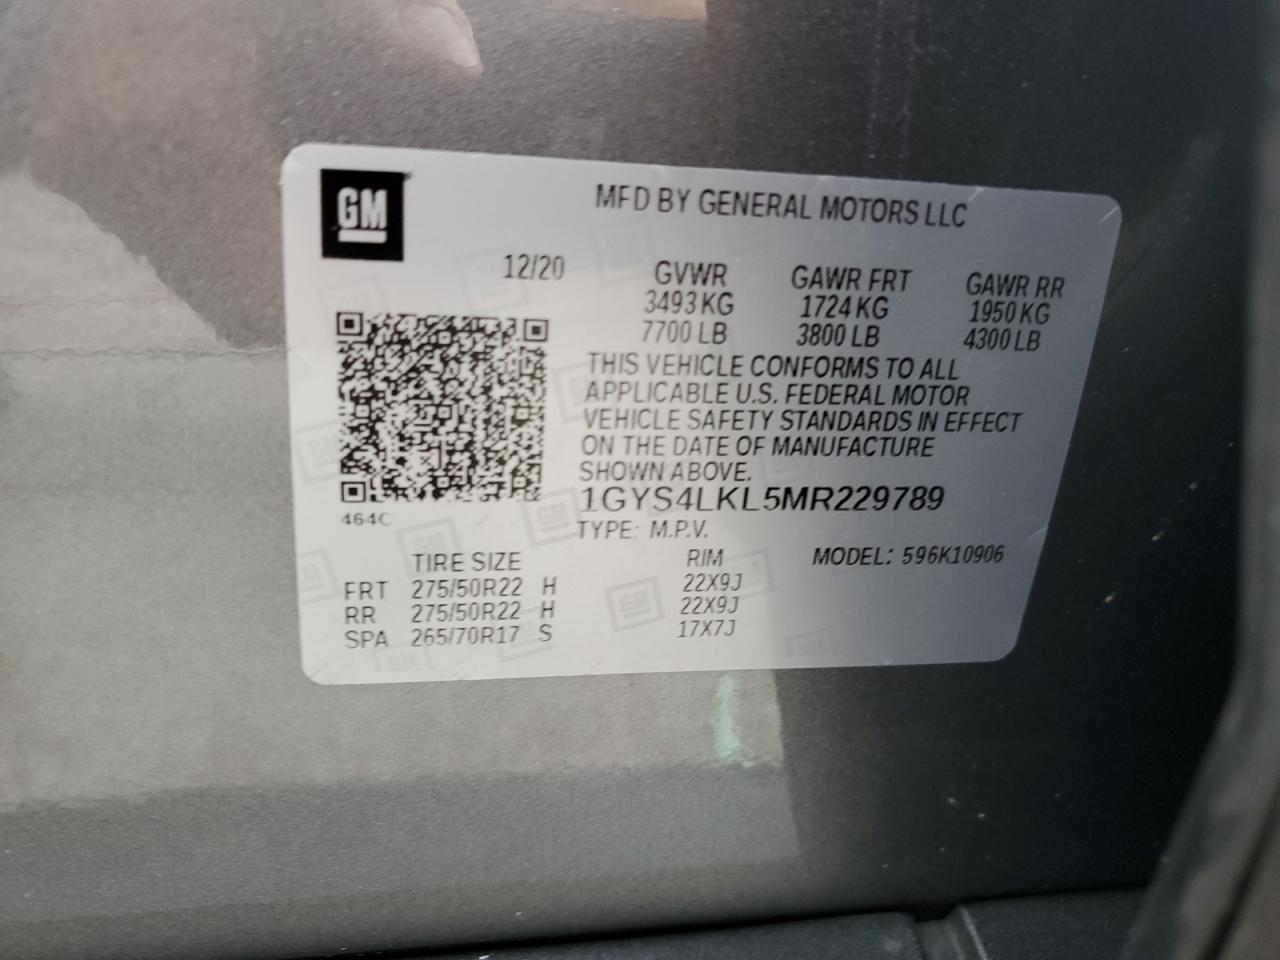 GM
MFD BY GENERAL MOTORS LLC
12/20 GVWR GAWR FRT GAWR RR
3493 KG 1724 KG 1950 KG
7700 LB 3800 LB 4300 LB
THIS VEHICLE CONFORMS TO ALL
APPLICABLE U.S. FEDERAL MOTOR
VEHICLE SAFETY STANDARDS IN EFFECT
ON THE DATE OF MANUFACTURE
SHOWN ABOVE.
1GYS4LKL5MR229789
464C
TYPE: M.P.V.
TIRE SIZE RIM MODEL: 596K10906
FRT 275/50R22 H 22X9J
RR 275/50R22 H 22X9J
SPA 265/70R17 S 17X7J